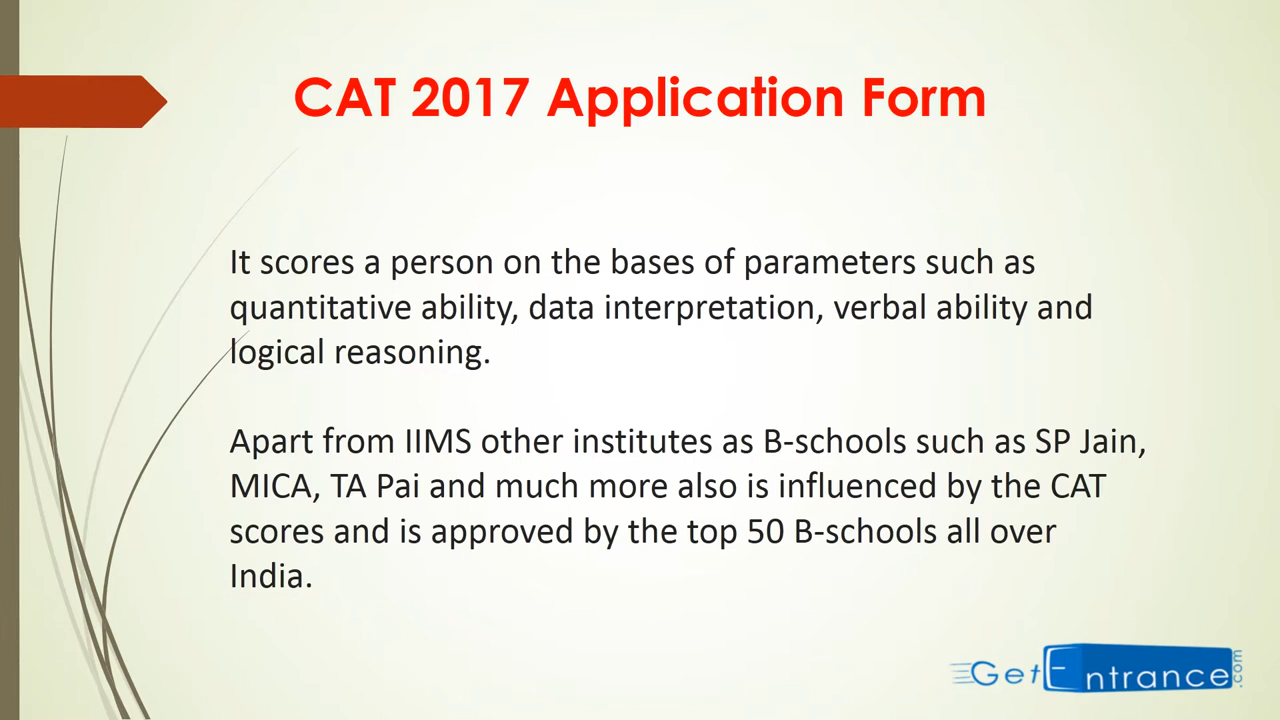 CAT 2017 Application Form
It scores a person on the bases of parameters such as
quantitative ability, data interpretation, verbal ability and
logical reasoning.
Apart from IIMS other institutes as B-schools such as SP Jain,
MICA, TA Pai and much more also is influenced by the CAT
scores and is approved by the top 50 B-schools all over
India.
GetEntrance.com